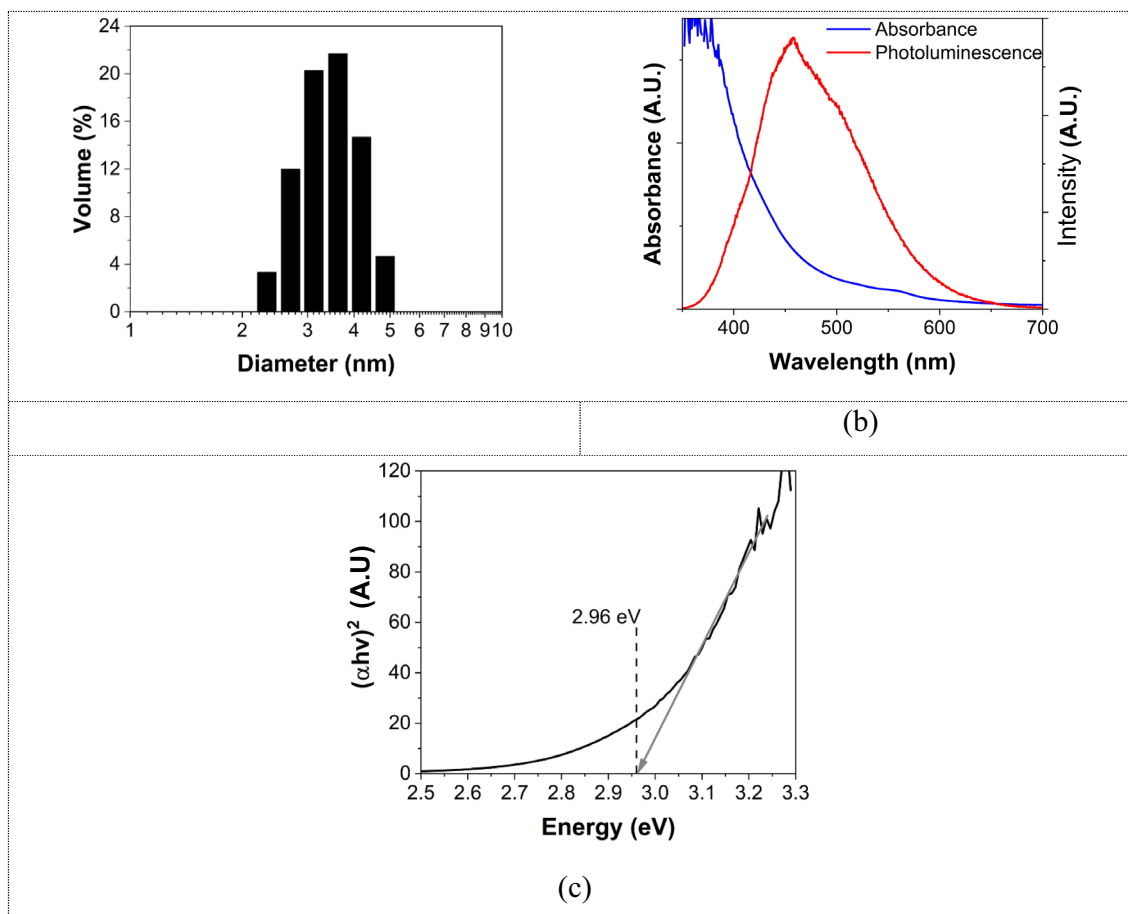 24
20
16
12
8
4
0
Volume (%)
1 2 3 4 5 6 7 8 9 10
Diameter (nm)
Absorbance
Photoluminescence
Absorbance (A.U.)
Intensity (A.U.)
400 500 600 700
Wavelength (nm)
(b)
120
100
80
60
40
20
0
(αhν)² (A.U)
2.96 eV
2.5 2.6 2.7 2.8 2.9 3.0 3.1 3.2 3.3
Energy (eV)
(c)